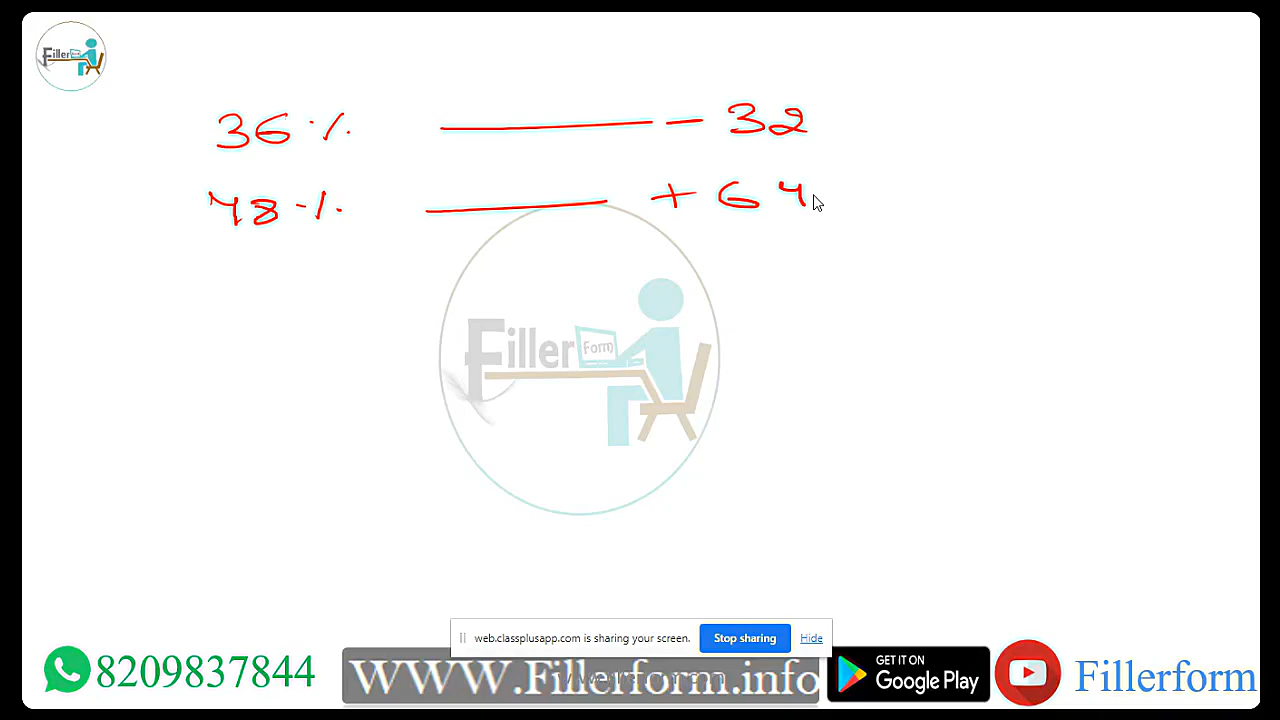 Filler
36% — - 32
48% — + 64
Filler Form
web.classplusapp.com is sharing your screen. Stop sharing Hide
8209837844 WWW.Fillerform.info GET IT ON Google Play Fillerform